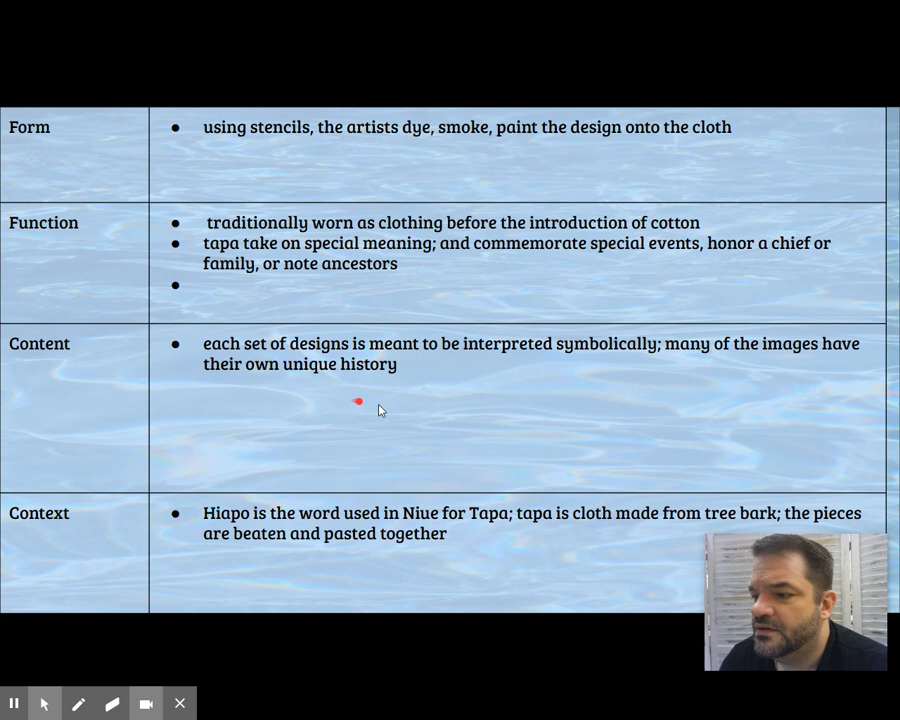 Form
● using stencils, the artists dye, smoke, paint the design onto the cloth
Function
● traditionally worn as clothing before the introduction of cotton
● tapa take on special meaning; and commemorate special events, honor a chief or
family, or note ancestors
●
Content
● each set of designs is meant to be interpreted symbolically; many of the images have
their own unique history
Context
● Hiapo is the word used in Niue for Tapa; tapa is cloth made from tree bark; the pieces
are beaten and pasted together